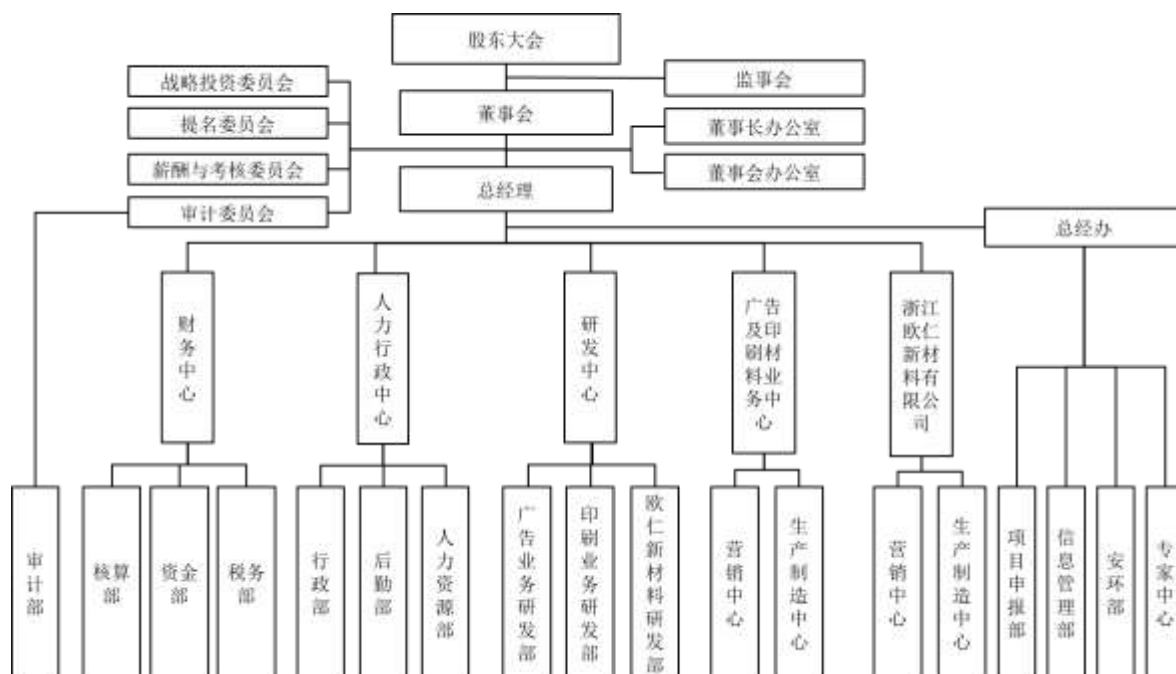 股东大会
战略投资委员会
监事会
提名委员会
董事会
董事长办公室
薪酬与考核委员会
董事会办公室
总经理
审计委员会
总经办
财务中心
人力行政中心
研发中心
广告及印刷材料业务中心
浙江欧仁新材料有限公司
审计部
核算部
资金部
税务部
行政部
后勤部
人力资源部
广告业务研发部
印刷业务研发部
欧仁新材料研发部
营销中心
生产制造中心
营销中心
生产制造中心
项目申报部
信息管理部
安环部
专家中心